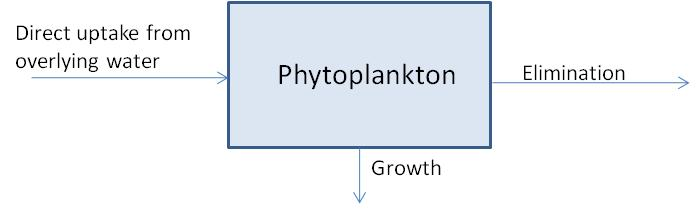 Direct uptake from
overlying water
Phytoplankton
Elimination
Growth